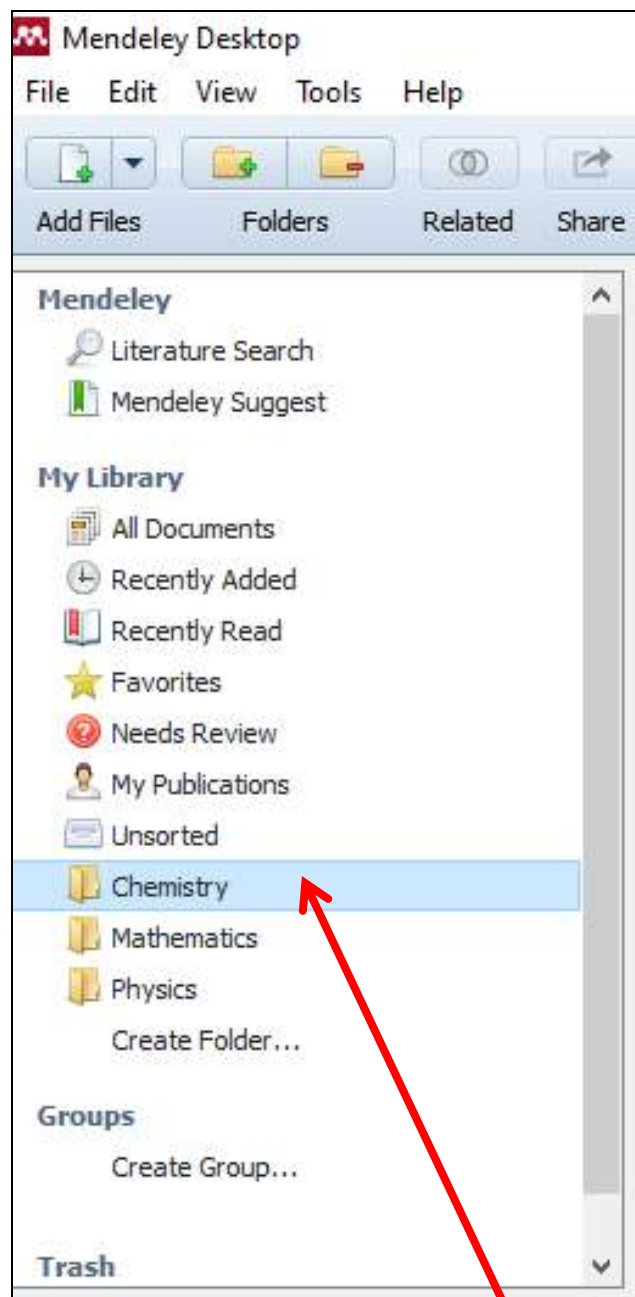 Mendeley Desktop
File Edit View Tools Help
Add Files Folders Related Share
Mendeley
Literature Search
Mendeley Suggest
My Library
All Documents
Recently Added
Recently Read
Favorites
Needs Review
My Publications
Unsorted
Chemistry
Mathematics
Physics
Create Folder...
Groups
Create Group...
Trash